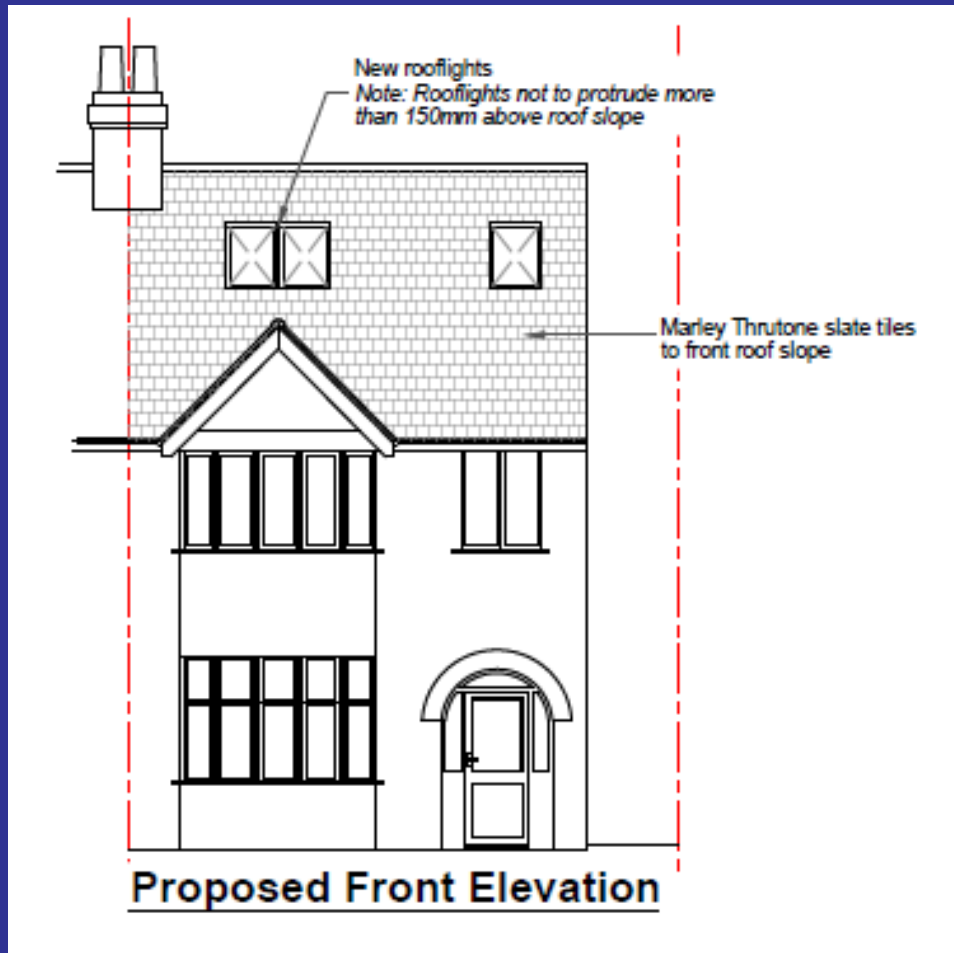 New rooflights
Note: Rooflights not to protrude more
than 150mm above roof slope
Marley Thrutone slate tiles
to front roof slope
Proposed Front Elevation